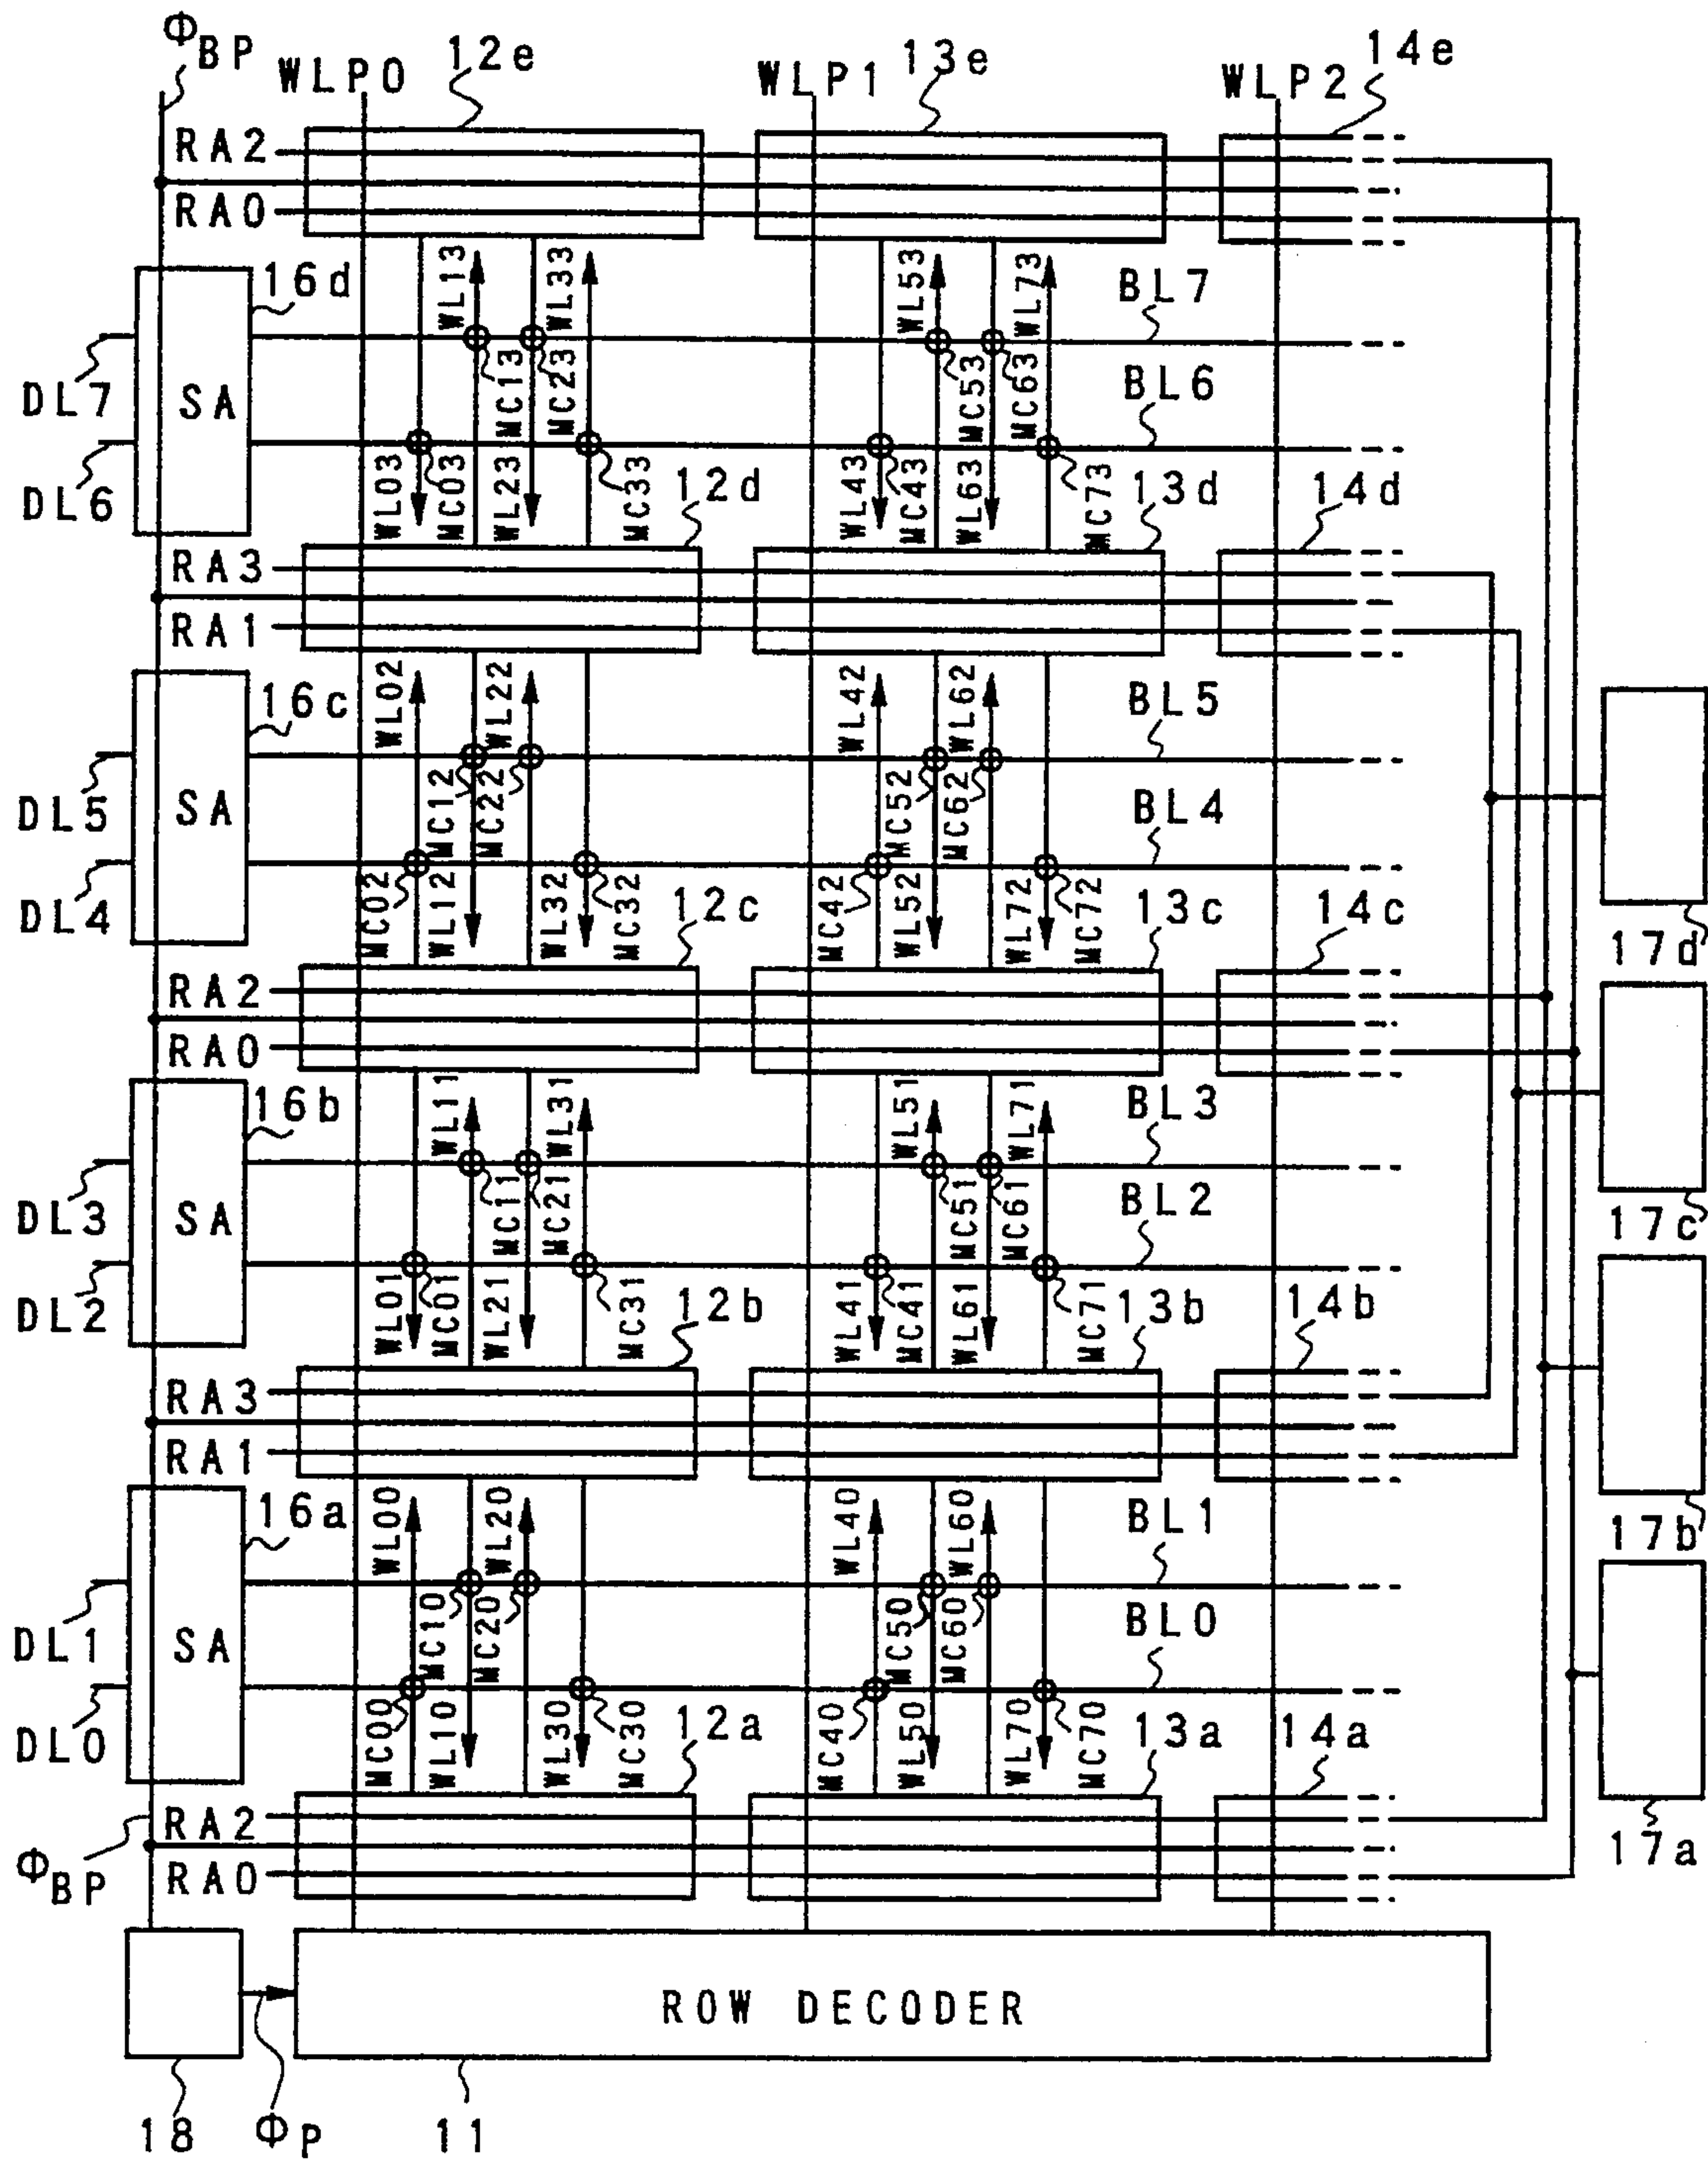 ΦBP
WLP0
12e
WLP1
13e
WLP2
14e
RA2
RA0
16d
WL13
WL33
WL53
WL73
BL7
DL7
SA
MC13
MC23
MC53
MC63
BL6
DL6
WL03
MC03
WL23
MC33
12d
WL43
MC43
WL63
MC73
13d
14d
RA3
RA1
16c
WL02
WL22
WL42
WL62
BL5
DL5
SA
MC12
MC22
MC52
MC62
BL4
DL4
MC02
WL12
WL32
MC32
12c
MC42
WL52
WL72
MC72
13c
14c
17d
RA2
RA0
16b
WL11
WL31
WL51
WL71
BL3
DL3
SA
MC11
MC21
MC51
MC61
BL2
17c
DL2
WL01
MC01
WL21
MC31
12b
WL41
MC41
WL61
MC71
13b
14b
RA3
RA1
16a
WL00
WL20
WL40
WL60
BL1
17b
DL1
SA
MC10
MC20
MC50
MC60
BL0
DL0
MC00
WL10
WL30
MC30
12a
MC40
WL50
WL70
MC70
13a
14a
RA2
17a
ΦBP
RA0
ROW DECODER
18
ΦP
11